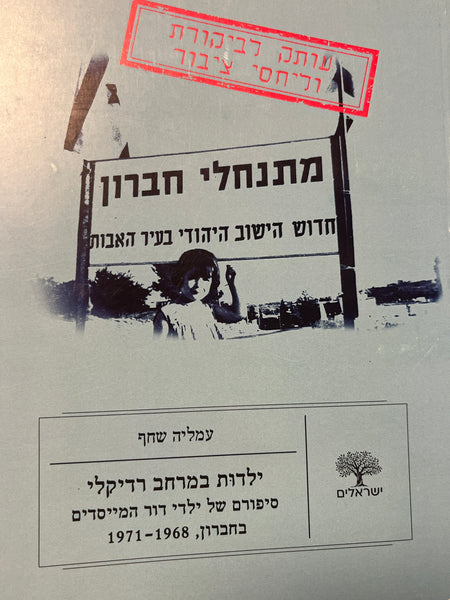 עותק לביקורת
וליחסי ציבור
מתנחלי חברון
חדוש הישוב היהודי בעיר האבות
עמליה שחף
ילדות במרחב רדיקלי
סיפורם של ילדי דור המייסדים
בחברון, 1968–1971
ישראלים